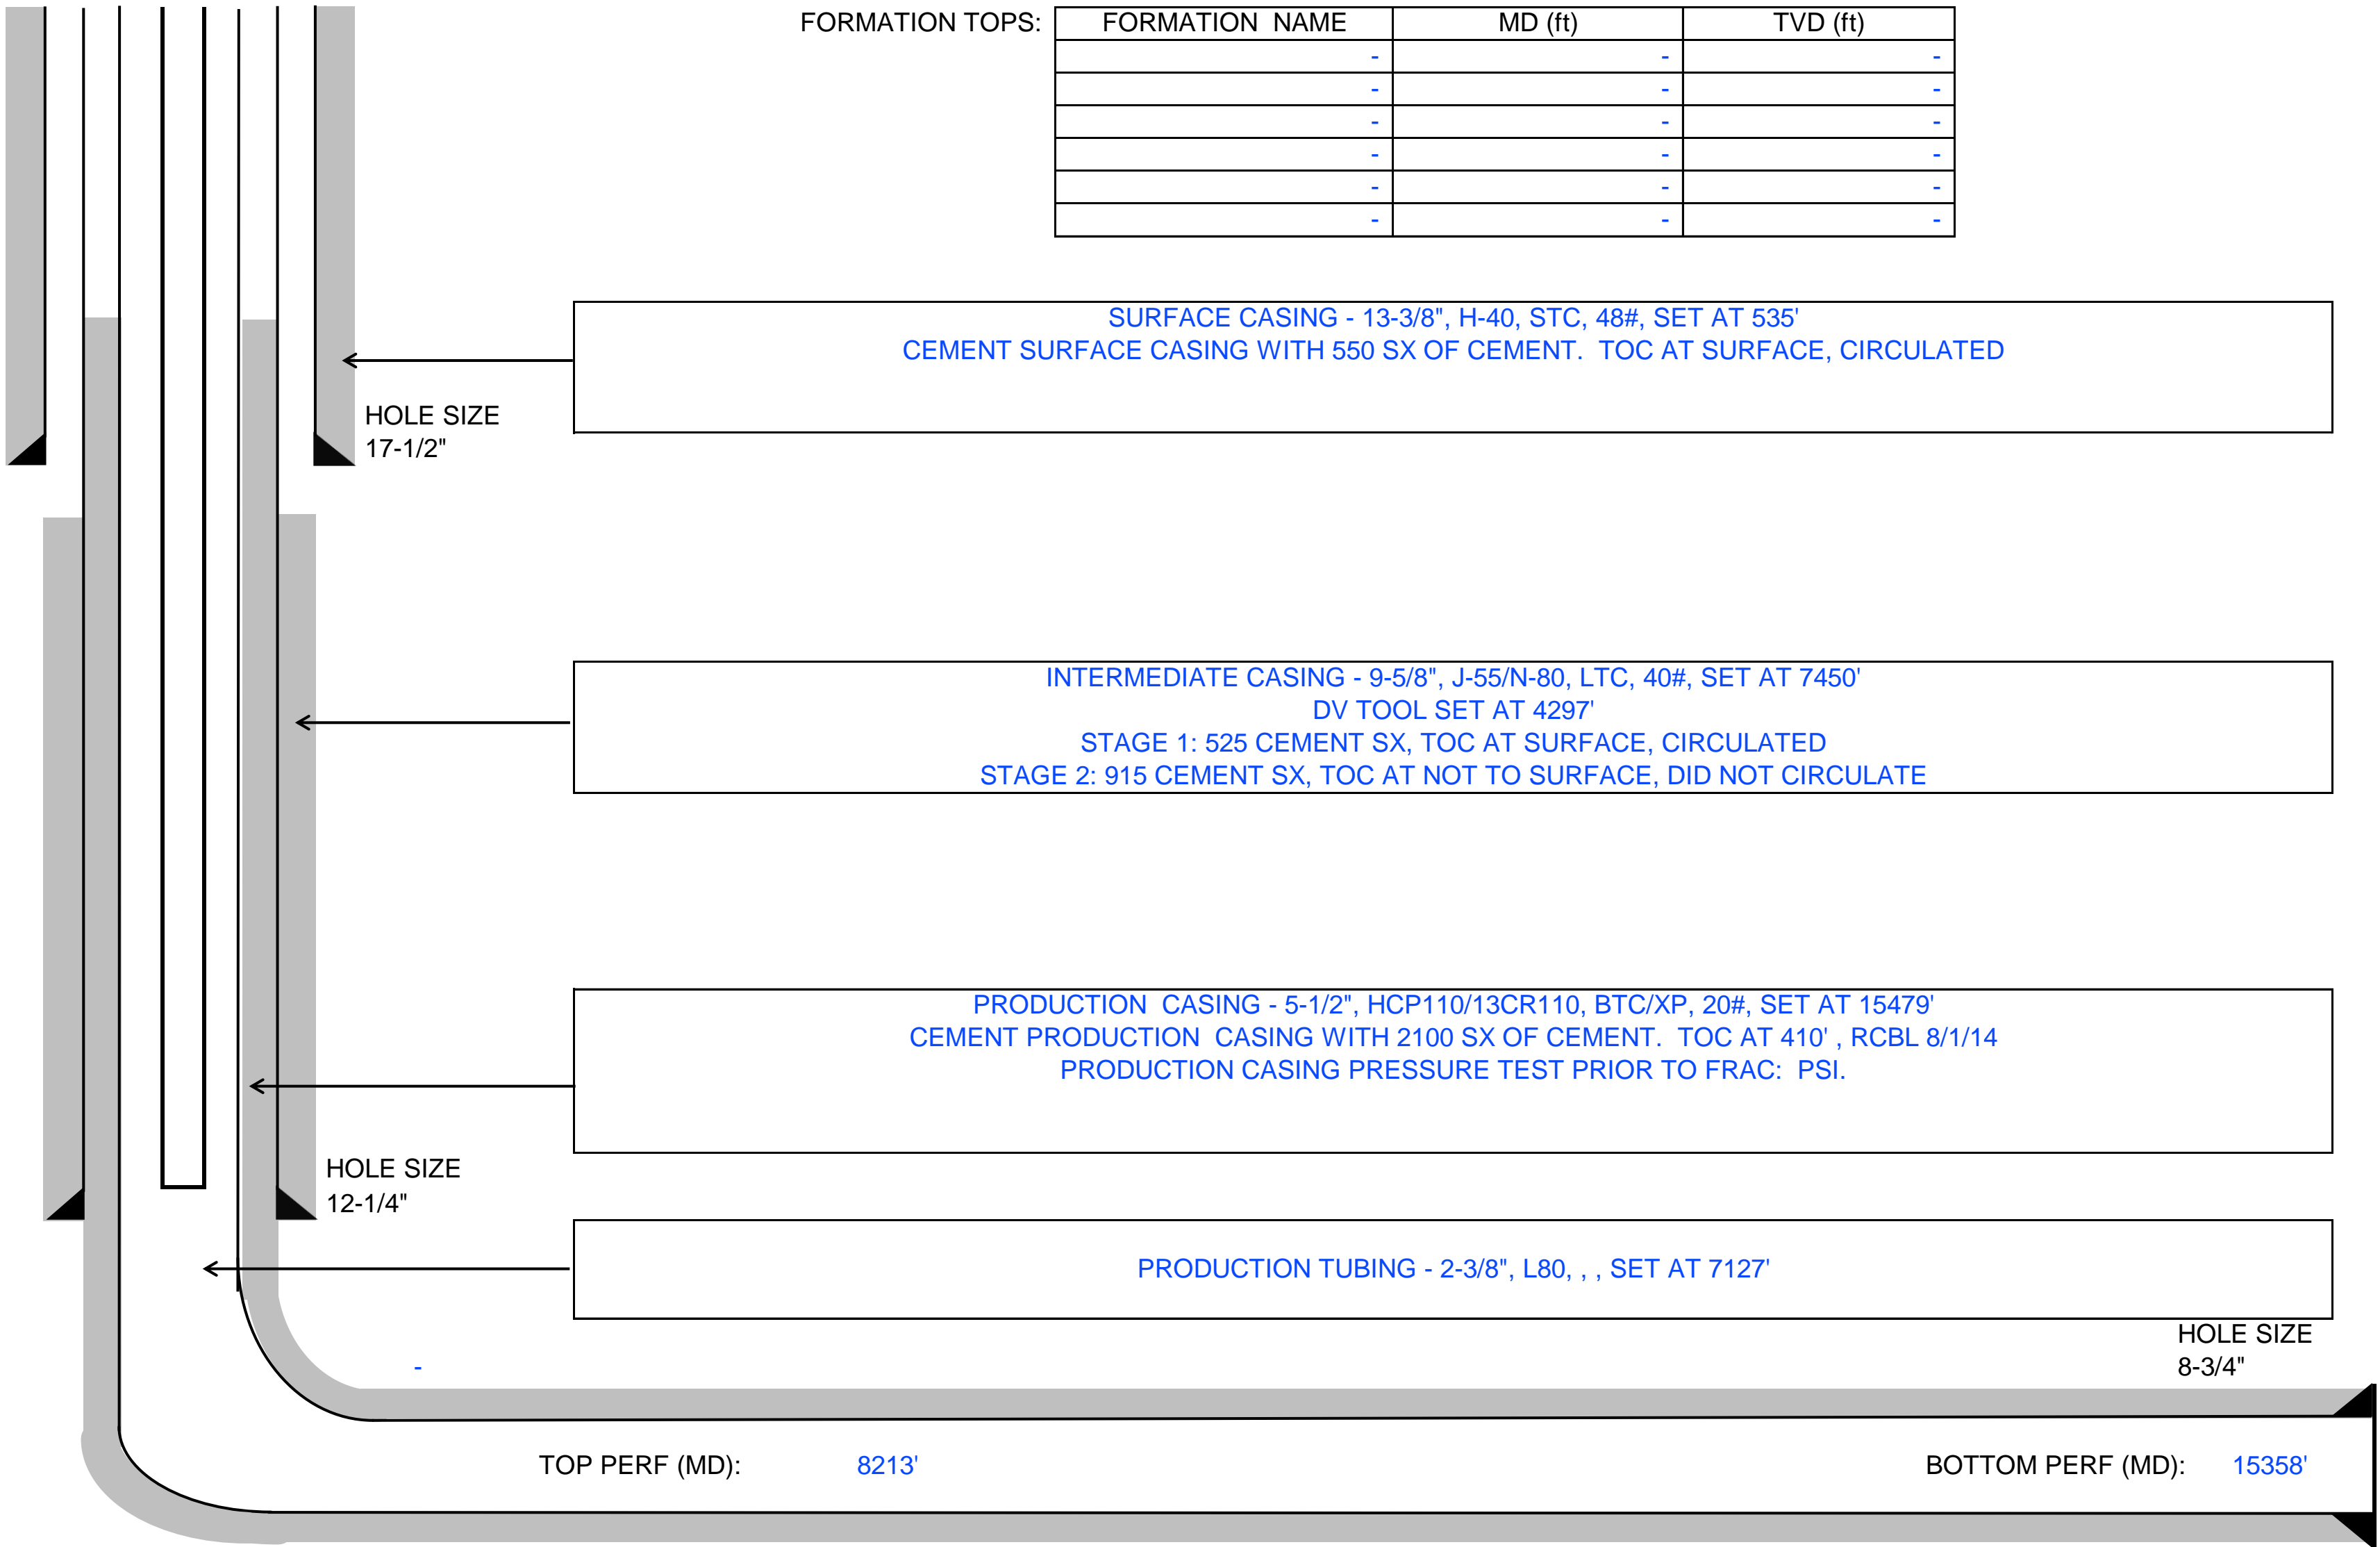 FORMATION TOPS:
FORMATION NAME MD (ft) TVD (ft)
- - -
- - -
- - -
- - -
- - -
- - -
SURFACE CASING - 13-3/8", H-40, STC, 48#, SET AT 535'
CEMENT SURFACE CASING WITH 550 SX OF CEMENT. TOC AT SURFACE, CIRCULATED
HOLE SIZE
17-1/2"
INTERMEDIATE CASING - 9-5/8", J-55/N-80, LTC, 40#, SET AT 7450'
DV TOOL SET AT 4297'
STAGE 1: 525 CEMENT SX, TOC AT SURFACE, CIRCULATED
STAGE 2: 915 CEMENT SX, TOC AT NOT TO SURFACE, DID NOT CIRCULATE
PRODUCTION CASING - 5-1/2", HCP110/13CR110, BTC/XP, 20#, SET AT 15479'
CEMENT PRODUCTION CASING WITH 2100 SX OF CEMENT. TOC AT 410' , RCBL 8/1/14
PRODUCTION CASING PRESSURE TEST PRIOR TO FRAC: PSI.
HOLE SIZE
12-1/4"
PRODUCTION TUBING - 2-3/8", L80, , , SET AT 7127'
HOLE SIZE
8-3/4"
-
TOP PERF (MD): 8213'
BOTTOM PERF (MD): 15358'